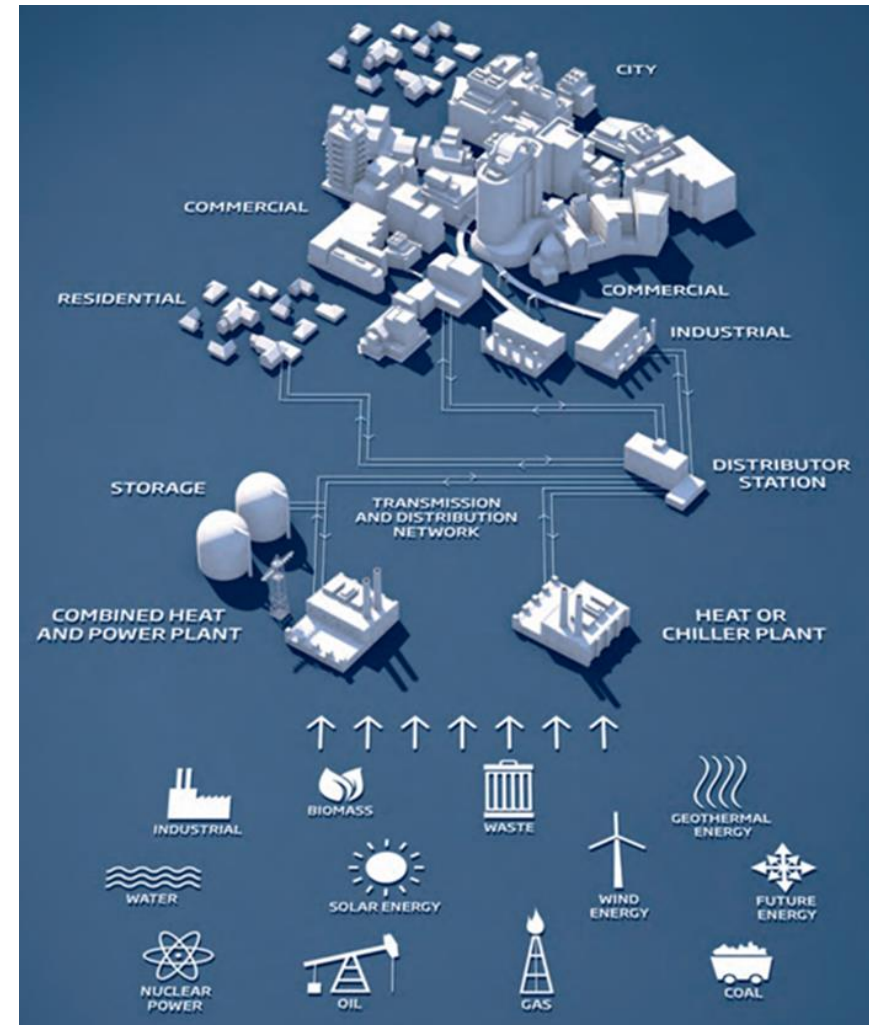 CITY
COMMERCIAL
RESIDENTIAL
COMMERCIAL
INDUSTRIAL
DISTRIBUTOR
STATION
STORAGE
TRANSMISSION
AND DISTRIBUTION
NETWORK
COMBINED HEAT
AND POWER PLANT
HEAT OR
CHILLER PLANT
INDUSTRIAL
BIOMASS
WASTE
GEOTHERMAL
ENERGY
WATER
SOLAR ENERGY
WIND
ENERGY
FUTURE
ENERGY
NUCLEAR
POWER
OIL
GAS
COAL